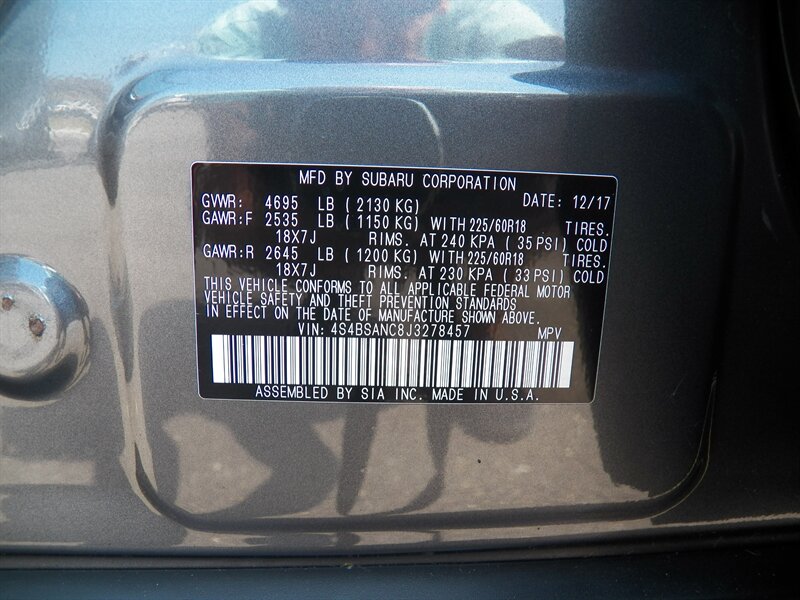 MFD BY SUBARU CORPORATION
GVWR: 4695 LB ( 2130 KG) DATE: 12/17
GAWR:F 2535 LB ( 1150 KG) WITH 225/60R18 TIRES.
18X7J RIMS. AT 240 KPA ( 35 PSI) COLD
GAWR:R 2645 LB ( 1200 KG) WITH 225/60R18 TIRES.
18X7J RIMS. AT 230 KPA ( 33 PSI) COLD
THIS VEHICLE CONFORMS TO ALL APPLICABLE FEDERAL MOTOR
VEHICLE SAFETY AND THEFT PREVENTION STANDARDS
IN EFFECT ON THE DATE OF MANUFACTURE SHOWN ABOVE.
VIN: 4S4BSANC8J3278457 MPV
ASSEMBLED BY SIA INC. MADE IN U.S.A.